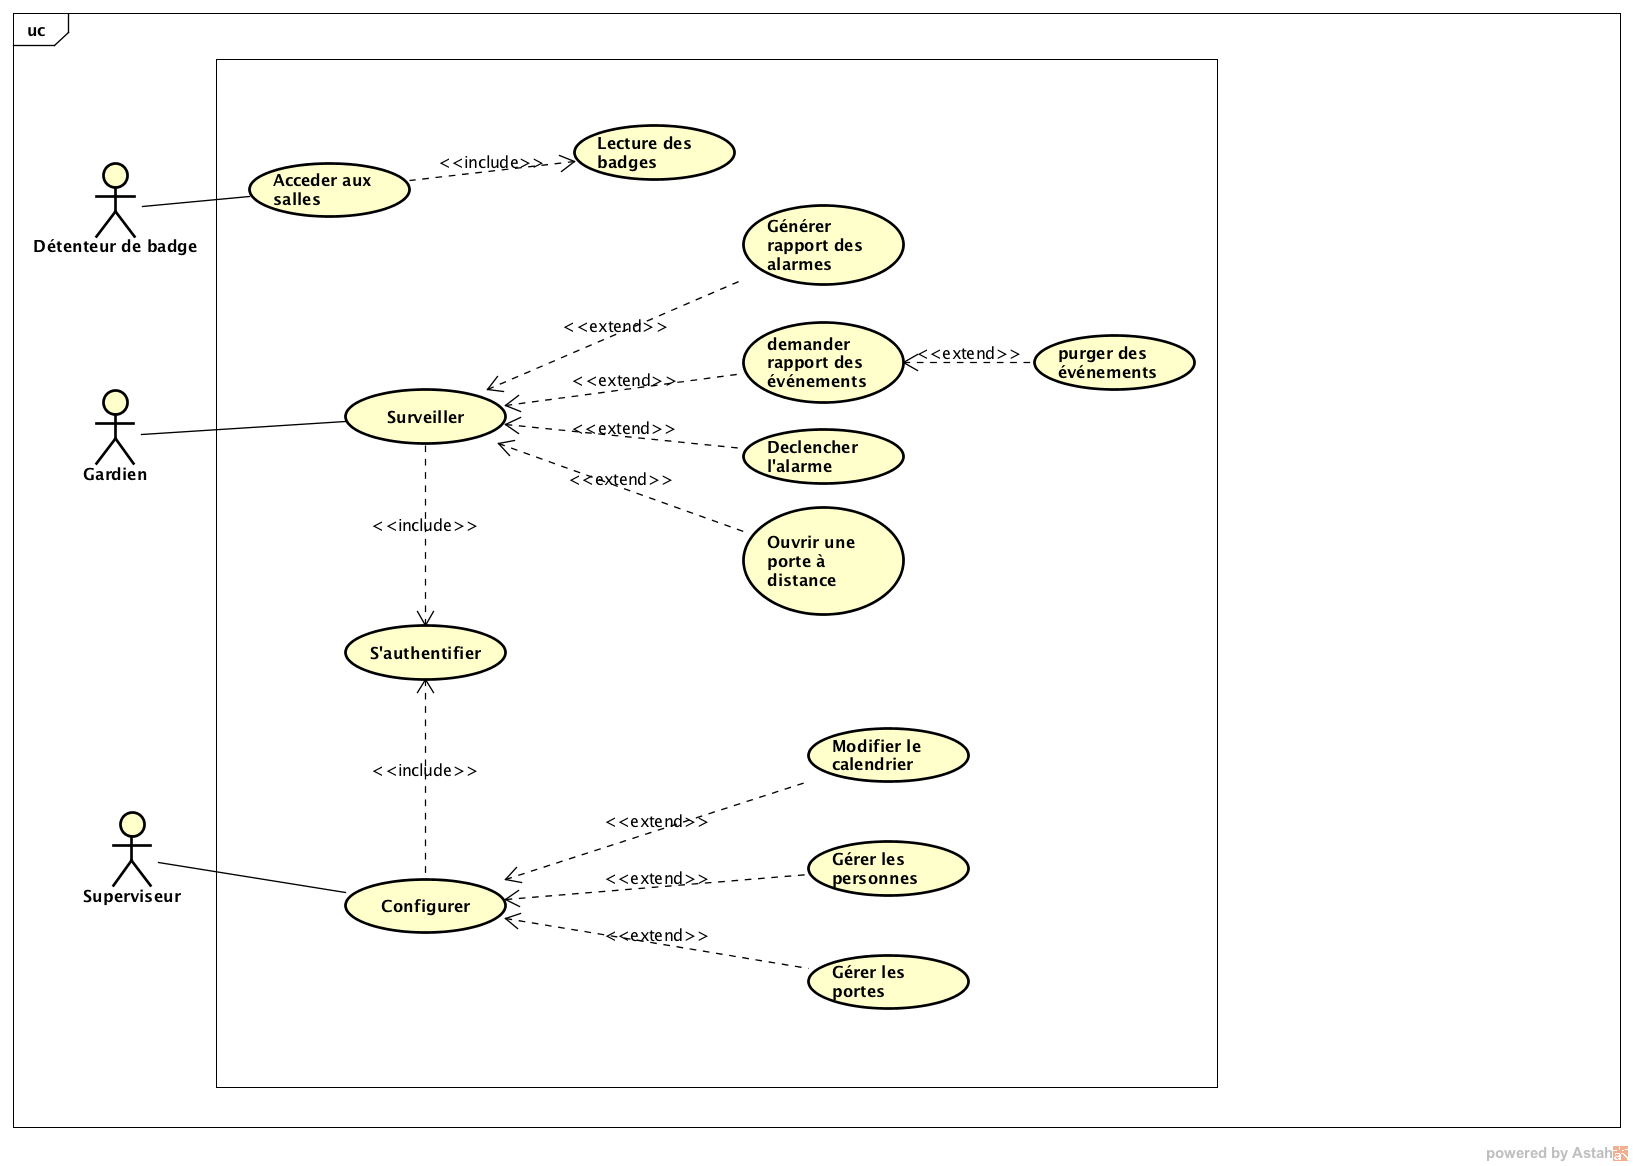 uc
Lecture des
badges
<<include>>
Acceder aux
salles
Détenteur de badge
Générer
rapport des
alarmes
<<extend>>
demander
rapport des
événements
<<extend>>
purger des
événements
<<extend>>
Surveiller
<<extend>>
Declencher
l'alarme
Gardien
<<extend>>
<<include>>
Ouvrir une
porte à
distance
S'authentifier
Modifier le
calendrier
<<include>>
<<extend>>
Gérer les
personnes
<<extend>>
Superviseur
Configurer
<<extend>>
Gérer les
portes
powered by Astah